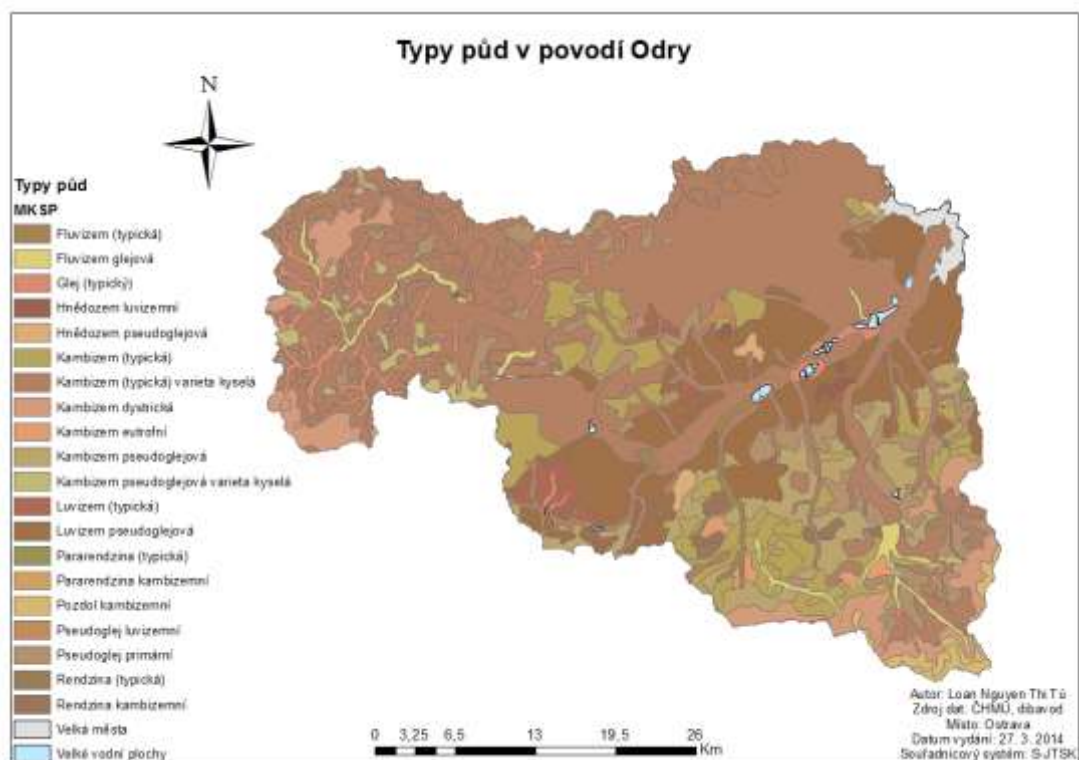 Typy půd v povodí Odry
N
Typy půd
MKSP
Fluvizem (typická)
Fluvizem glejová
Glej (typický)
Hnědozem luvizemní
Hnědozem pseudoglejová
Kambizem (typická)
Kambizem (typická) varieta kyselá
Kambizem dystrická
Kambizem eutrofní
Kambizem pseudoglejová
Kambizem pseudoglejová varieta kyselá
Luvizem (typická)
Luvizem pseudoglejová
Pararendzina (typická)
Pararendzina kambizemní
Pozdol kambizemní
Pseudoglej luvizemní
Pseudoglej primární
Rendzina (typická)
Rendzina kambizemní
Velká města
Velké vodní plochy
0 3,25 6,5 13 19,5 26
Km
Autor: Loan Nguyen Thi Tú
Zdroj dat: ČHMÚ, dibavod
Místo: Ostrava
Datum vydání: 27. 3. 2014
Souřadnicový systém: S-JTSK